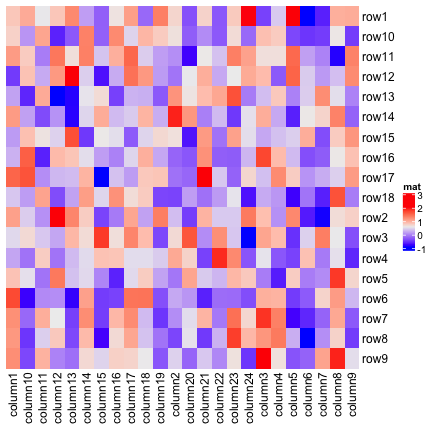 row1
row10
row11
row12
row13
row14
row15
row16
row17
row18
row2
row3
row4
row5
row6
row7
row8
row9
mat
3
2
1
0
-1
column1
column10
column11
column12
column13
column14
column15
column16
column17
column18
column19
column2
column20
column21
column22
column23
column24
column3
column4
column5
column6
column7
column8
column9